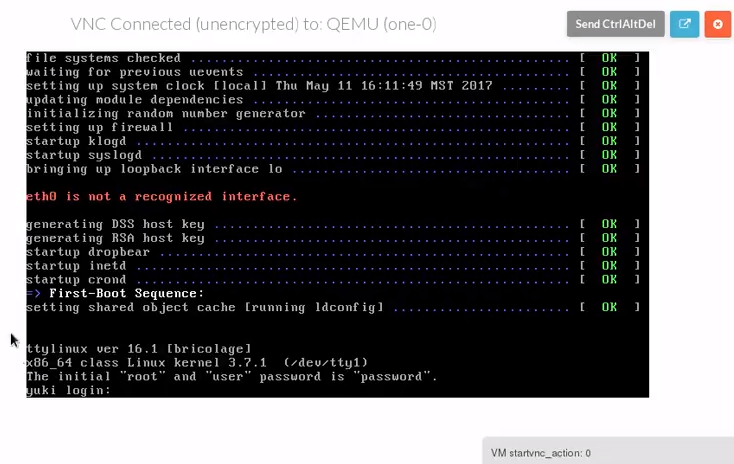 VNC Connected (unencrypted) to: QEMU (one-0)
Send CtrlAltDel
file systems checked ................................................. [ OK ]
waiting for previous uevents ......................................... [ OK ]
setting up system clock [local] Thu May 11 16:11:49 MST 2017 ......... [ OK ]
updating module dependencies ......................................... [ OK ]
initializing random number generator ................................. [ OK ]
setting up firewall .................................................. [ OK ]
startup klogd ........................................................ [ OK ]
startup syslogd ...................................................... [ OK ]
bringing up loopback interface lo .................................... [ OK ]
eth0 is not a recognized interface.
generating DSS host key .............................................. [ OK ]
generating RSA host key .............................................. [ OK ]
startup dropbear ..................................................... [ OK ]
startup inetd ........................................................ [ OK ]
startup crond ........................................................ [ OK ]
=> First-Boot Sequence:
setting shared object cache [running ldconfig] ....................... [ OK ]
ttylinux ver 16.1 [bricolage]
x86_64 class Linux kernel 3.7.1 (/dev/tty1)
The initial "root" and "user" password is "password".
yuki login:
VM startvnc_action: 0